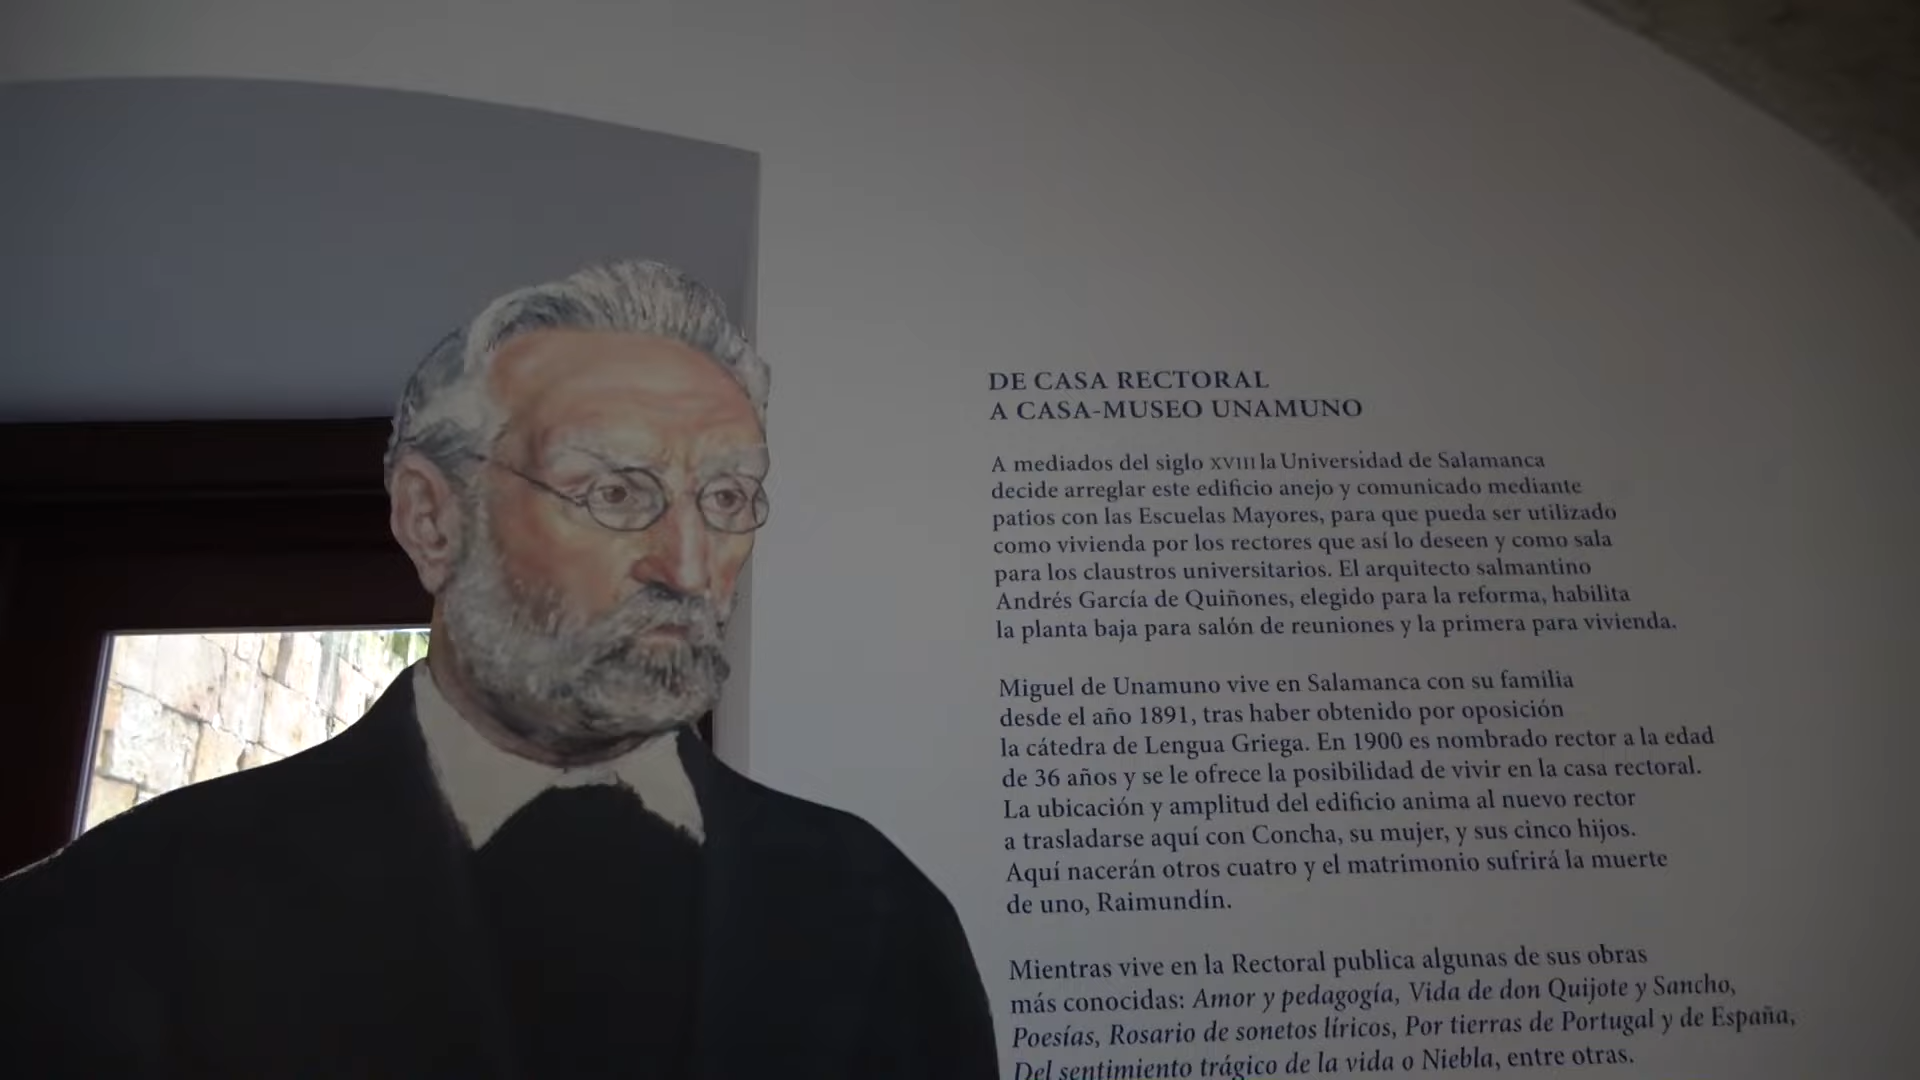 DE CASA RECTORAL
A CASA-MUSEO UNAMUNO
A mediados del siglo XVIII la Universidad de Salamanca
decide arreglar este edificio anejo y comunicado mediante
patios con las Escuelas Mayores, para que pueda ser utilizado
como vivienda por los rectores que así lo deseen y como sala
para los claustros universitarios. El arquitecto salmantino
Andrés García de Quiñones, elegido para la reforma, habilita
la planta baja para salón de reuniones y la primera para vivienda.
Miguel de Unamuno vive en Salamanca con su familia
desde el año 1891, tras haber obtenido por oposición
la cátedra de Lengua Griega. En 1900 es nombrado rector a la edad
de 36 años y se le ofrece la posibilidad de vivir en la casa rectoral.
La ubicación y amplitud del edificio anima al nuevo rector
a trasladarse aquí con Concha, su mujer, y sus cinco hijos.
Aquí nacerán otros cuatro y el matrimonio sufrirá la muerte
de uno, Raimundín.
Mientras vive en la Rectoral publica algunas de sus obras
más conocidas: Amor y pedagogía, Vida de don Quijote y Sancho,
Poesías, Rosario de sonetos líricos, Por tierras de Portugal y de España,
Del sentimiento trágico de la vida o Niebla, entre otras.